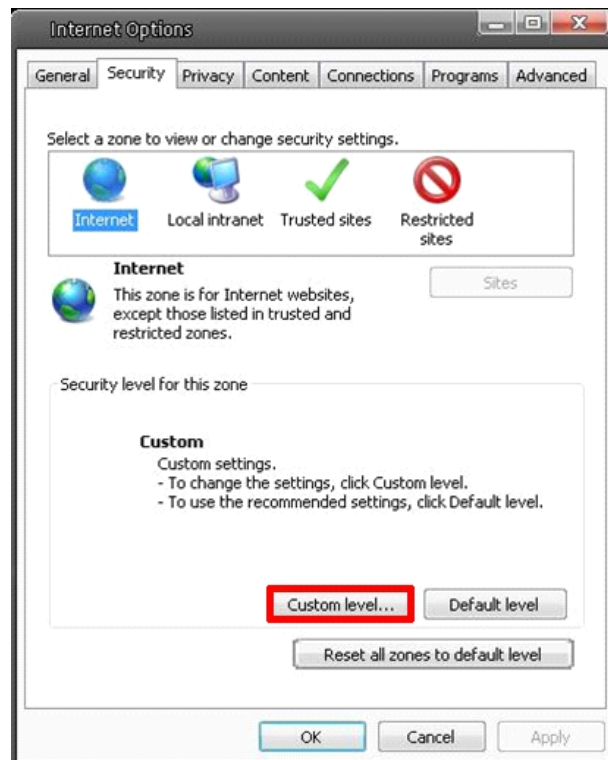 Internet Options
General Security Privacy Content Connections Programs Advanced
Select a zone to view or change security settings.
Internet Local intranet Trusted sites Restricted sites
Internet
Sites
This zone is for Internet websites,
except those listed in trusted and
restricted zones.
Security level for this zone
Custom
Custom settings.
- To change the settings, click Custom level.
- To use the recommended settings, click Default level.
Custom level... Default level
Reset all zones to default level
OK Cancel Apply